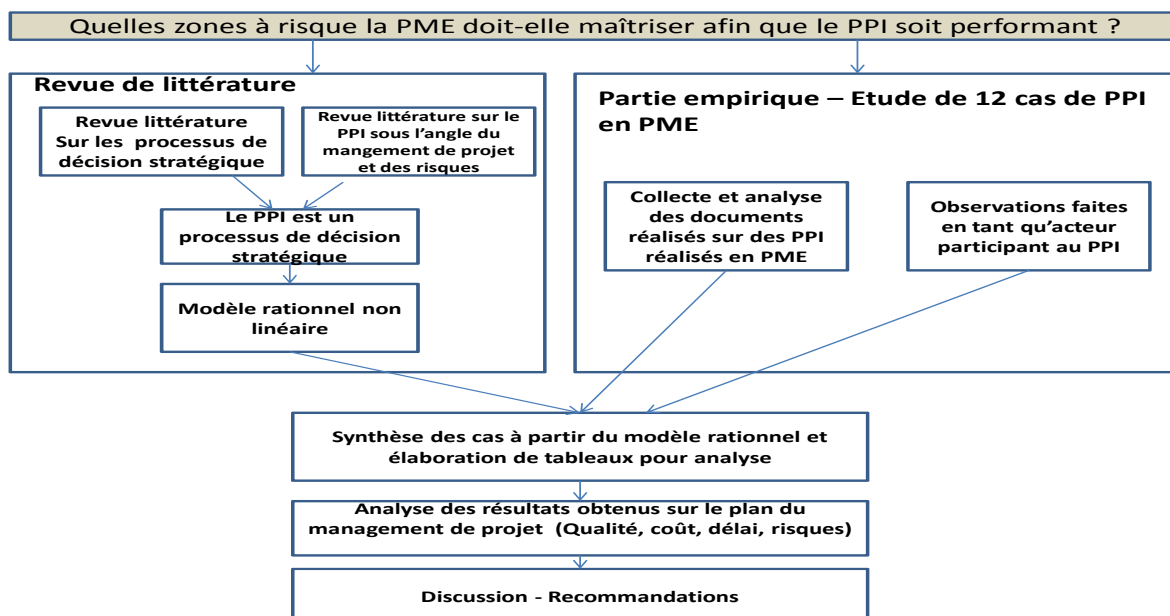 Quelles zones à risque la PME doit-elle maîtriser afin que le PPI soit performant ?
Revue de littérature
Revue littérature
Sur les  processus de
décision stratégique
Revue littérature sur le
PPI sous l'angle du
mangement de projet
et des risques
Le PPI est un
processus de décision
stratégique
Modèle rationnel non
linéaire
Partie empirique – Etude de 12 cas de PPI
en PME
Collecte et analyse
des documents
réalisés sur des PPI
réalisés en PME
Observations faites
en tant qu'acteur
participant au PPI
Synthèse des cas à partir du modèle rationnel et
élaboration de tableaux pour analyse
Analyse des résultats obtenus sur le plan du
management de projet  (Qualité, coût, délai, risques)
Discussion - Recommandations